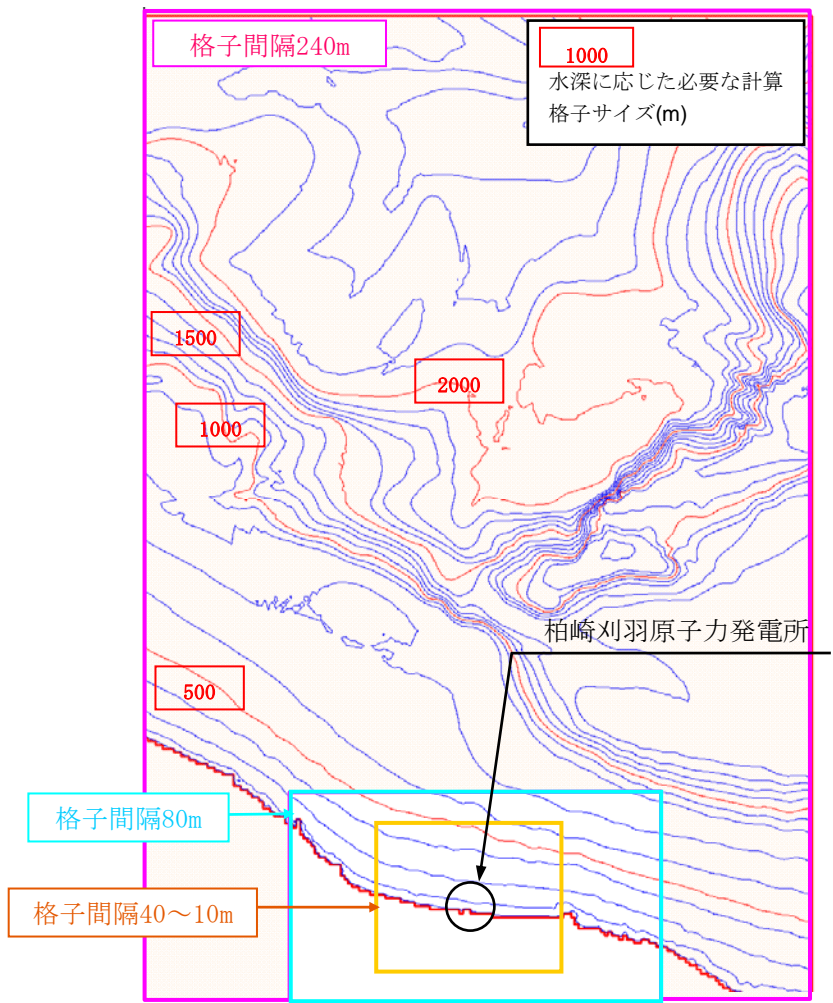 格子間隔240m
1000
水深に応じた必要な計算
格子サイズ(m)
1500
2000
1000
柏崎刈羽原子力発電所
500
格子間隔80m
格子間隔40～10m